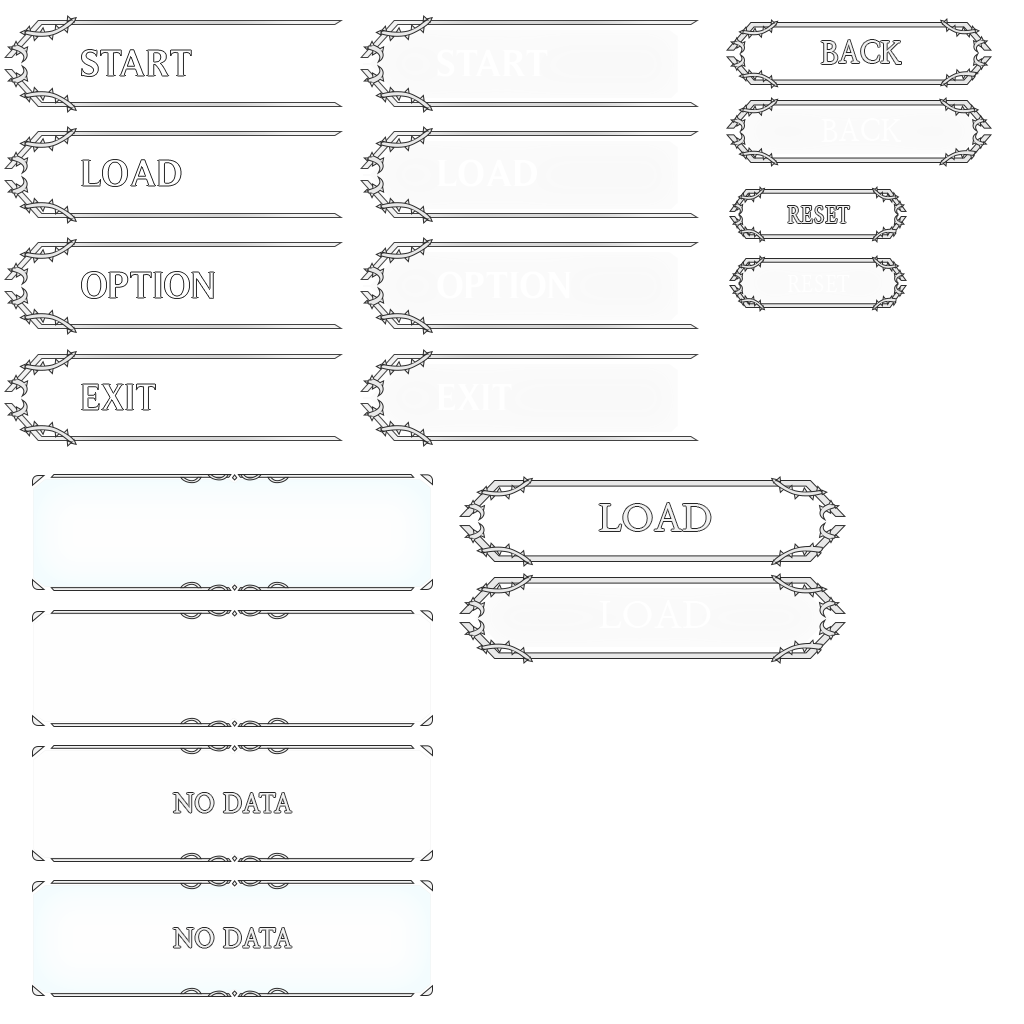 START
START
BACK
BACK
LOAD
LOAD
RESET
RESET
OPTION
OPTION
EXIT
EXIT
LOAD
LOAD
NO DATA
NO DATA